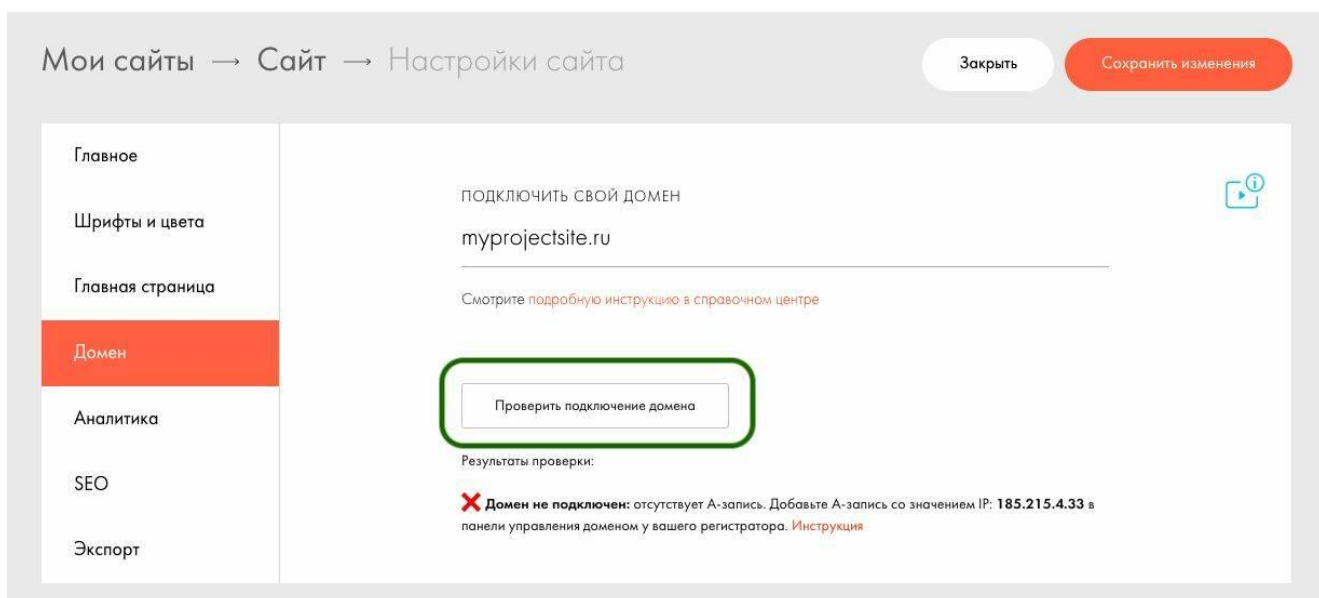 Мои сайты → Сайт → Настройки сайта
Закрыть
Сохранить изменения
Главное
Шрифты и цвета
Главная страница
Домен
Аналитика
SEO
Экспорт
ПОДКЛЮЧИТЬ СВОЙ ДОМЕН
myprojectsite.ru
Смотрите подробную инструкцию в справочном центре
Проверить подключение домена
Результаты проверки:
❌ Домен не подключен: отсутствует А-запись. Добавьте А-запись со значением IP: 185.215.4.33 в
панели управления доменом у вашего регистратора. Инструкция